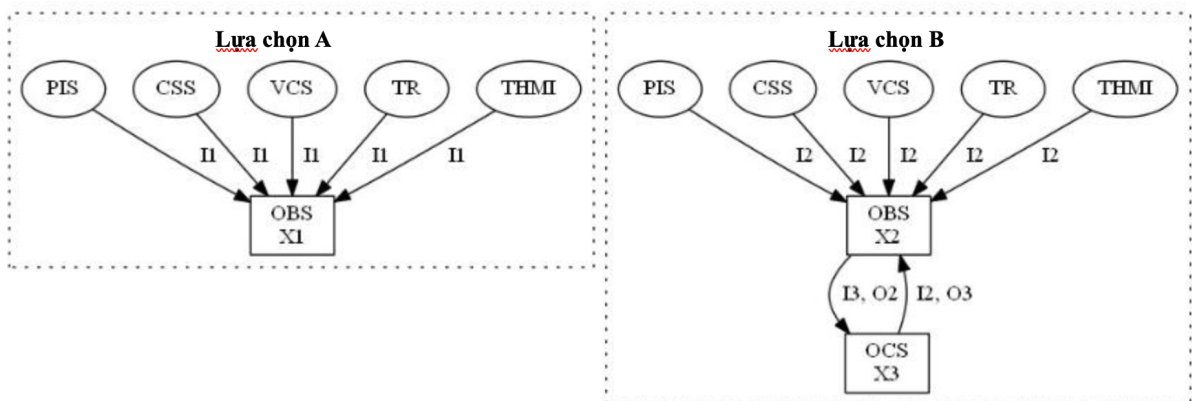 Lựa chọn A
PIS CSS VCS TR THMI
I1 I1 I1 I1 I1
OBS
X1
Lựa chọn B
PIS CSS VCS TR THMI
I2 I2 I2 I2 I2
OBS
X2
I3, O2 I2, O3
OCS
X3